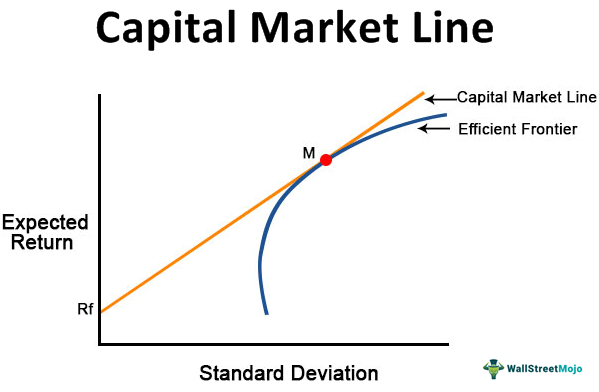 Capital Market Line
Capital Market Line
Efficient Frontier
M
Expected
Return
Rf
Standard Deviation
WallStreetMojo